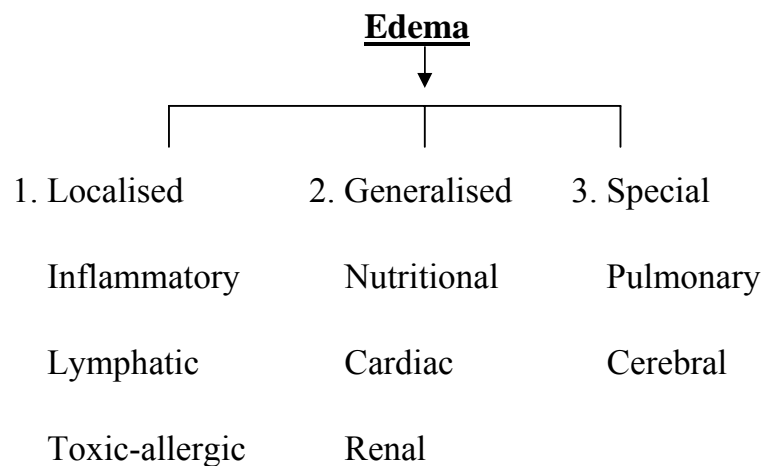 Edema
1. Localised 2. Generalised 3. Special
Inflammatory Nutritional Pulmonary
Lymphatic Cardiac Cerebral
Toxic-allergic Renal